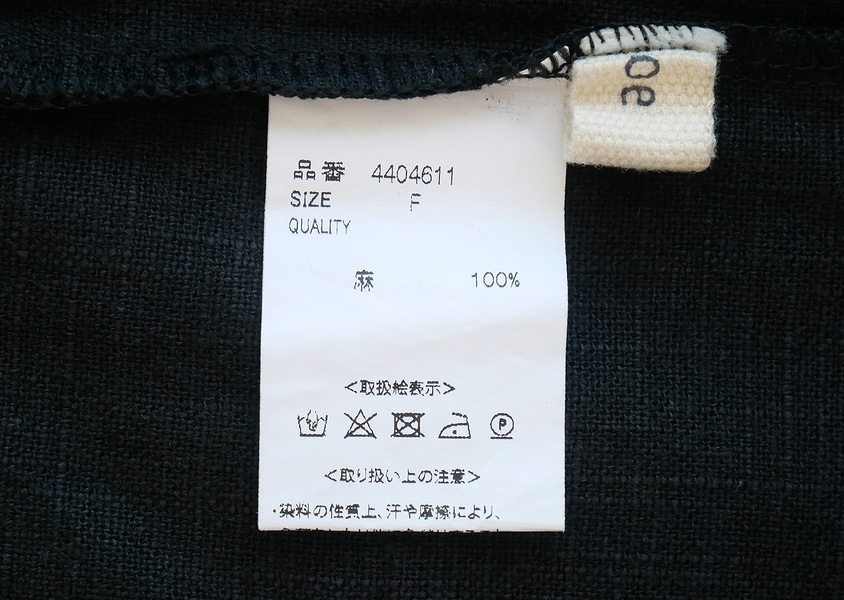 oe
品番 4404611
SIZE F
QUALITY
麻 100%
＜取扱絵表示＞
P
＜取り扱い上の注意＞
・染料の性質上、汗や摩擦により、